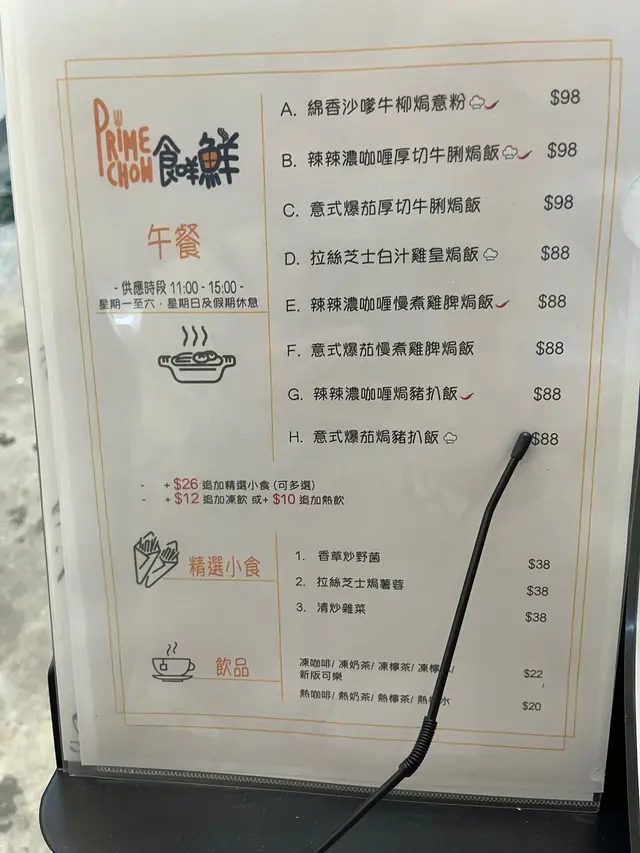 PRIME CHOW 食咩鮮
午餐
- 供應時段 11:00 - 15:00 -
星期一至六，星期日及假期休息
A. 綿香沙嗲牛柳焗意粉 $98
B. 辣辣濃咖喱厚切牛脷焗飯 $98
C. 意式爆茄厚切牛脷焗飯 $98
D. 拉絲芝士白汁雞皇焗飯 $88
E. 辣辣濃咖喱慢煮雞脾焗飯 $88
F. 意式爆茄慢煮雞脾焗飯 $88
G. 辣辣濃咖喱焗豬扒飯 $88
H. 意式爆茄焗豬扒飯 $88
- + $26 追加精選小食 (可多選)
- + $12 追加凍飲 或+ $10 追加熱飲
精選小食
1. 香草炒野菌 $38
2. 拉絲芝士焗薯蓉 $38
3. 清炒雜菜 $38
飲品
凍咖啡/ 凍奶茶/ 凍檸茶/ 凍檸 /
新版可樂 $22
熱咖啡/ 熱奶茶/ 熱檸茶/ 熱 水 $20